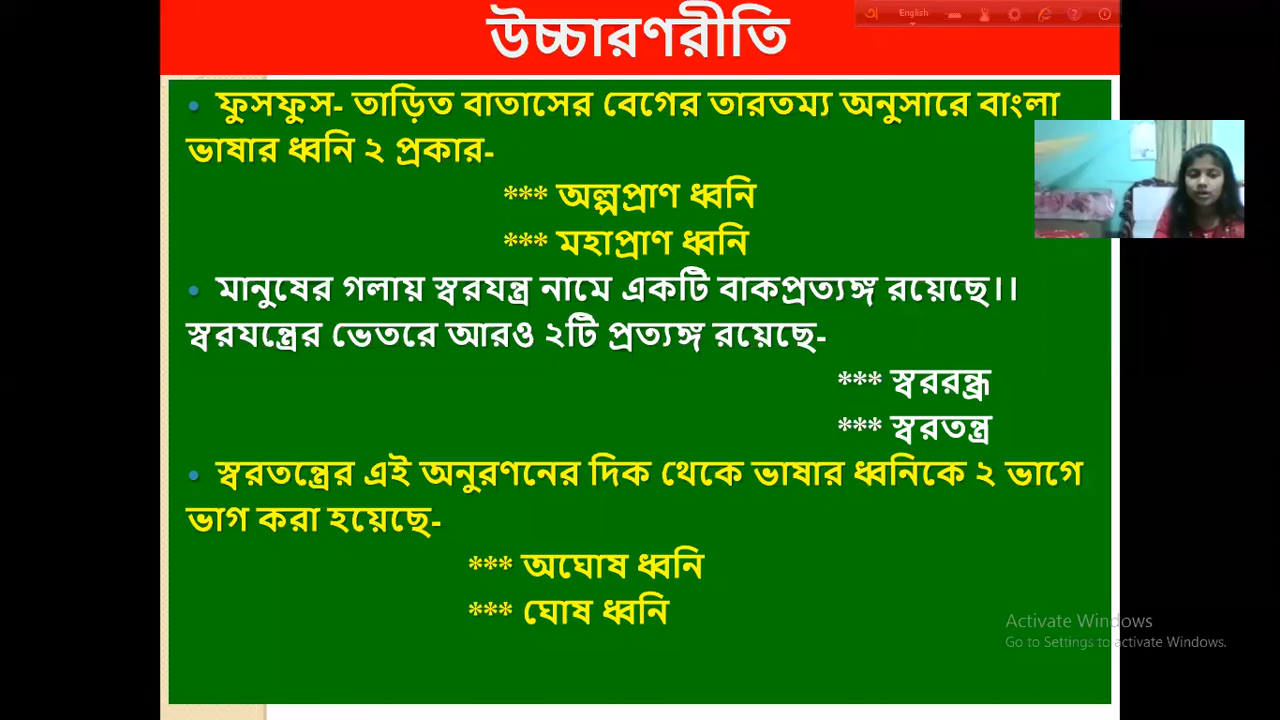 উচ্চারণরীতি
English
• ফুসফুস- তাড়িত বাতাসের বেগের তারতম্য অনুসারে বাংলা
ভাষার ধ্বনি ২ প্রকার-
*** অল্পপ্রাণ ধ্বনি
*** মহাপ্রাণ ধ্বনি
• মানুষের গলায় স্বরযন্ত্র নামে একটি বাকপ্রত্যঙ্গ রয়েছে।।
স্বরযন্ত্রের ভেতরে আরও ২টি প্রত্যঙ্গ রয়েছে-
*** স্বররন্ধ্র
*** স্বরতন্ত্র
• স্বরতন্ত্রের এই অনুরণনের দিক থেকে ভাষার ধ্বনিকে ২ ভাগে
ভাগ করা হয়েছে-
*** অঘোষ ধ্বনি
*** ঘোষ ধ্বনি
Activate Windows
Go to Settings to activate Windows.